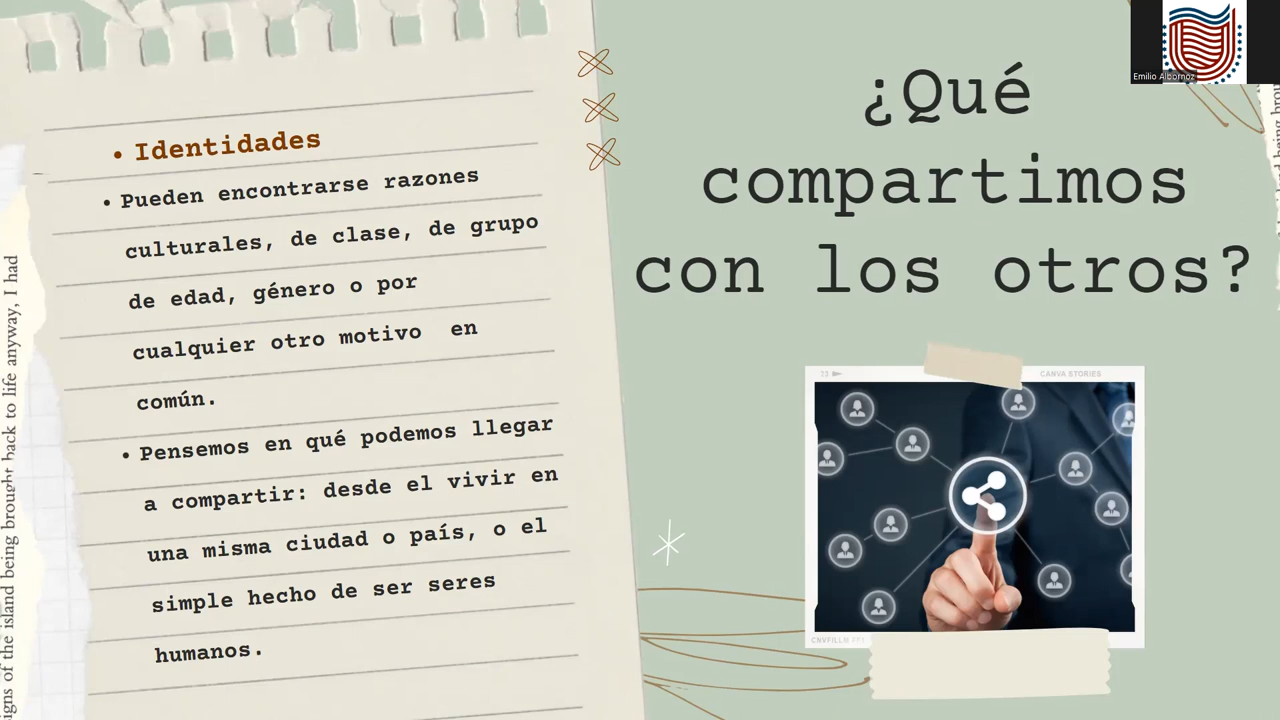 • Identidades
• Pueden encontrarse razones
culturales, de clase, de grupo
de edad, género o por
cualquier otro motivo en
común.
• Pensemos en qué podemos llegar
a compartir: desde el vivir en
una misma ciudad o país, o el
simple hecho de ser seres
humanos.
¿Qué
compartimos
con los otros?
Emilio Albornoz
23
CANVA STORIES
igns of the island being brought back to life anyway, I had